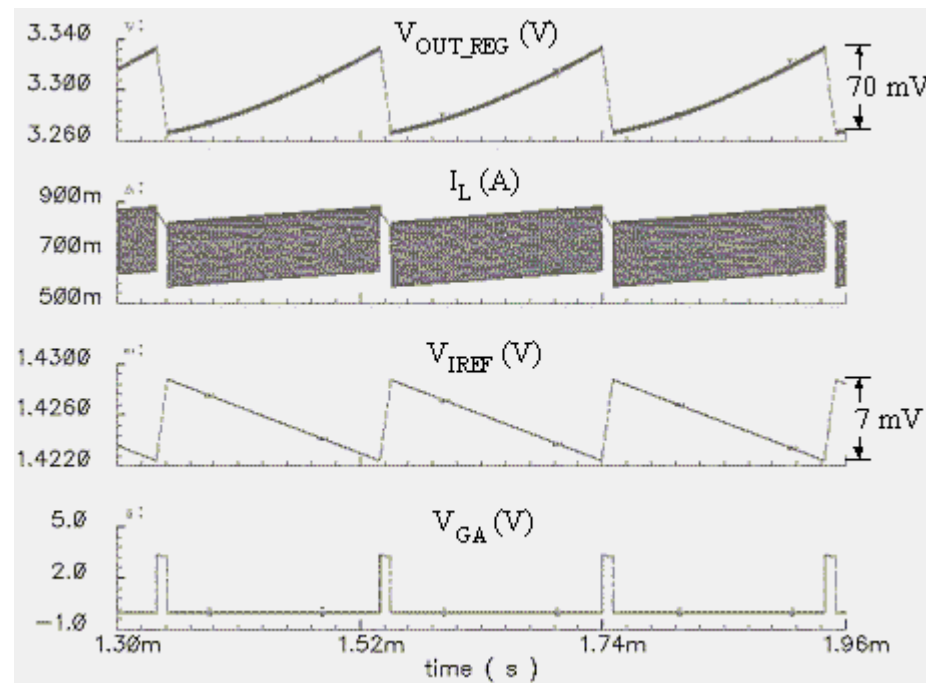 V_OUT_REG (V)
3.340
3.300
3.260
70 mV
I_L (A)
900m
700m
500m
V_IREF (V)
1.4300
1.4260
1.4220
7 mV
V_GA (V)
5.0
2.0
-1.0
1.30m 1.52m 1.74m 1.96m
time ( s )